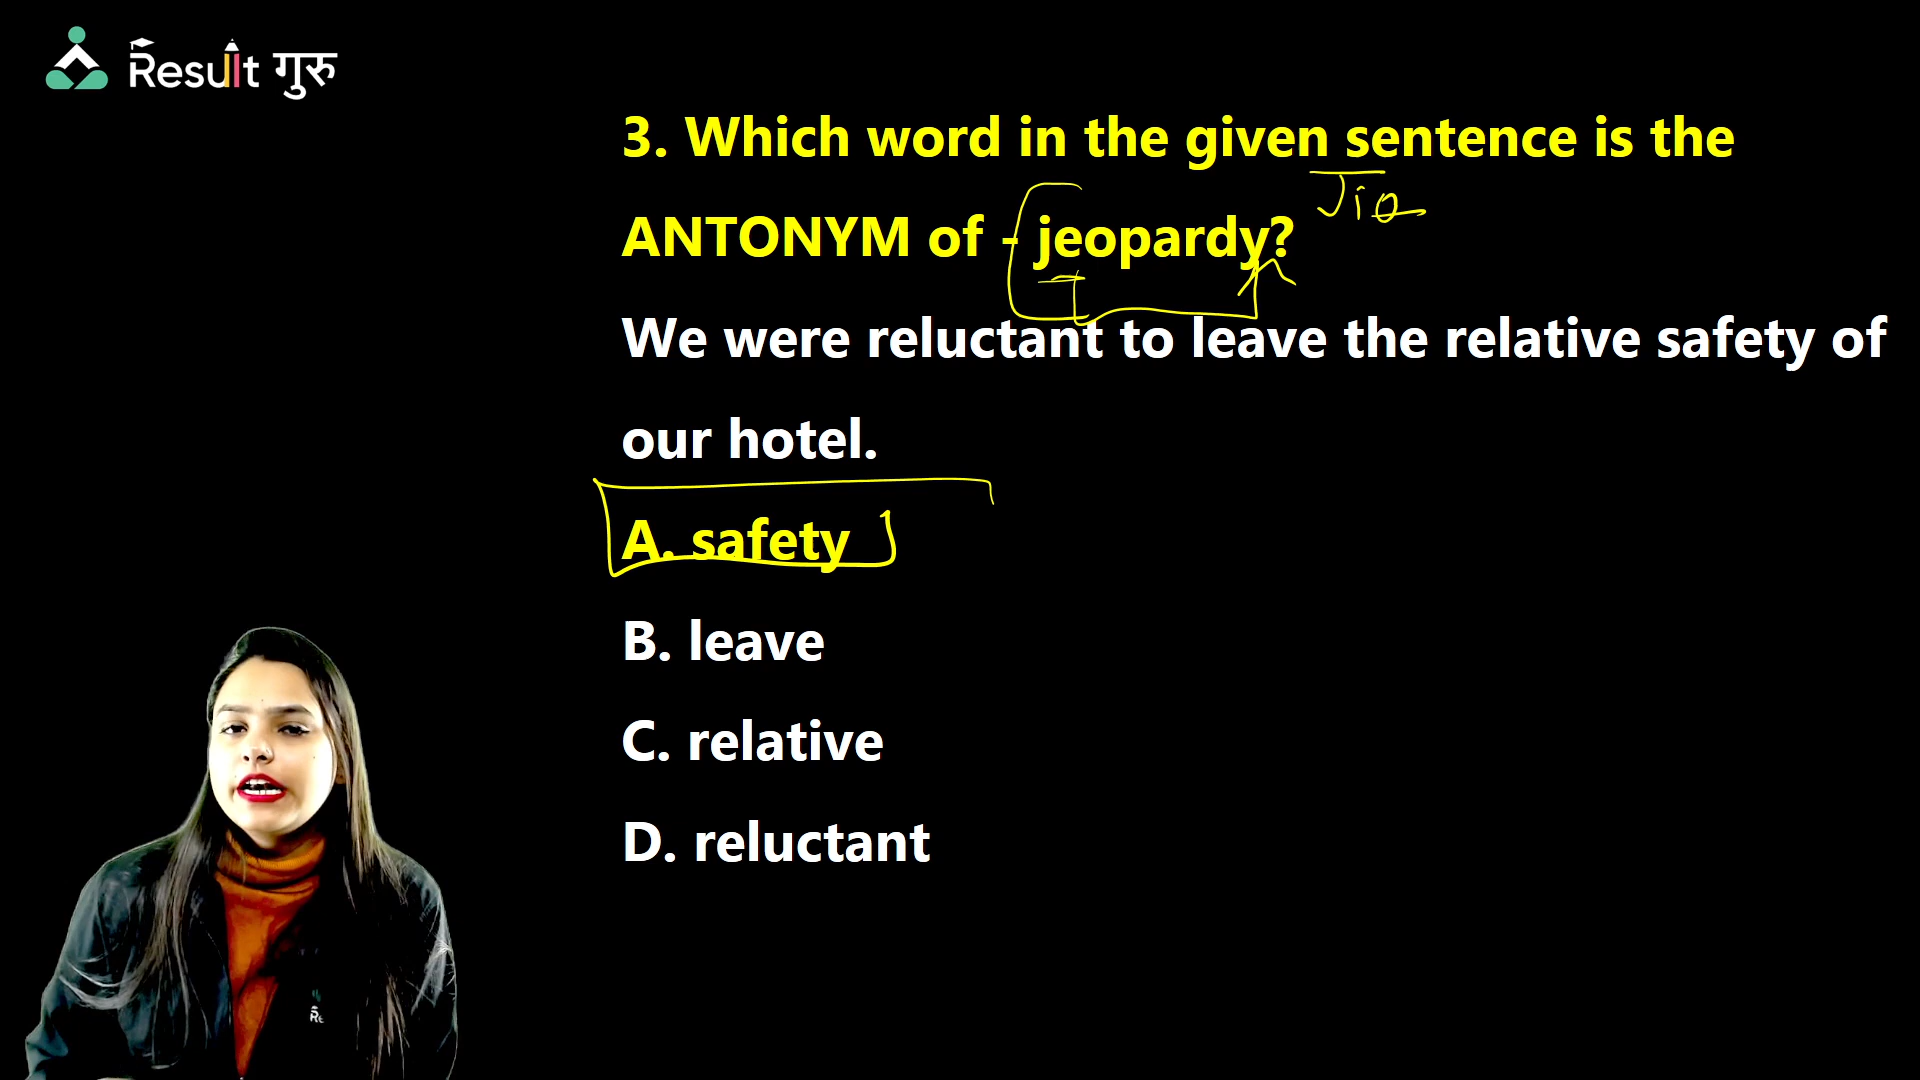 Result गुरु
3. Which word in the given sentence is the
ANTONYM of - jeopardy?
Jio
We were reluctant to leave the relative safety of
our hotel.
A. safety
B. leave
C. relative
D. reluctant